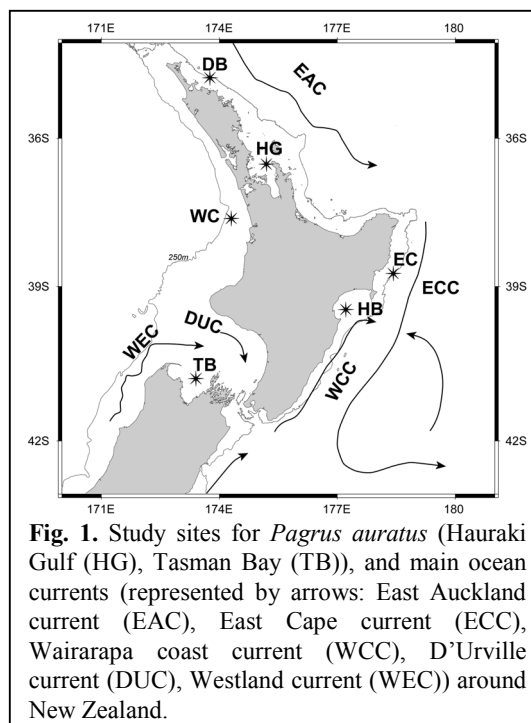 171E
174E
177E
180
DB
EAC
36S
36S
HG
WC
EC
250m
39S
39S
ECC
HB
DUC
WEC
WCC
TB
42S
42S
171E
174E
177E
180
Fig. 1. Study sites for Pagrus auratus (Hauraki
Gulf (HG), Tasman Bay (TB)), and main ocean
currents (represented by arrows: East Auckland
current (EAC), East Cape current (ECC),
Wairarapa coast current (WCC), D’Urville
current (DUC), Westland current (WEC)) around
New Zealand.